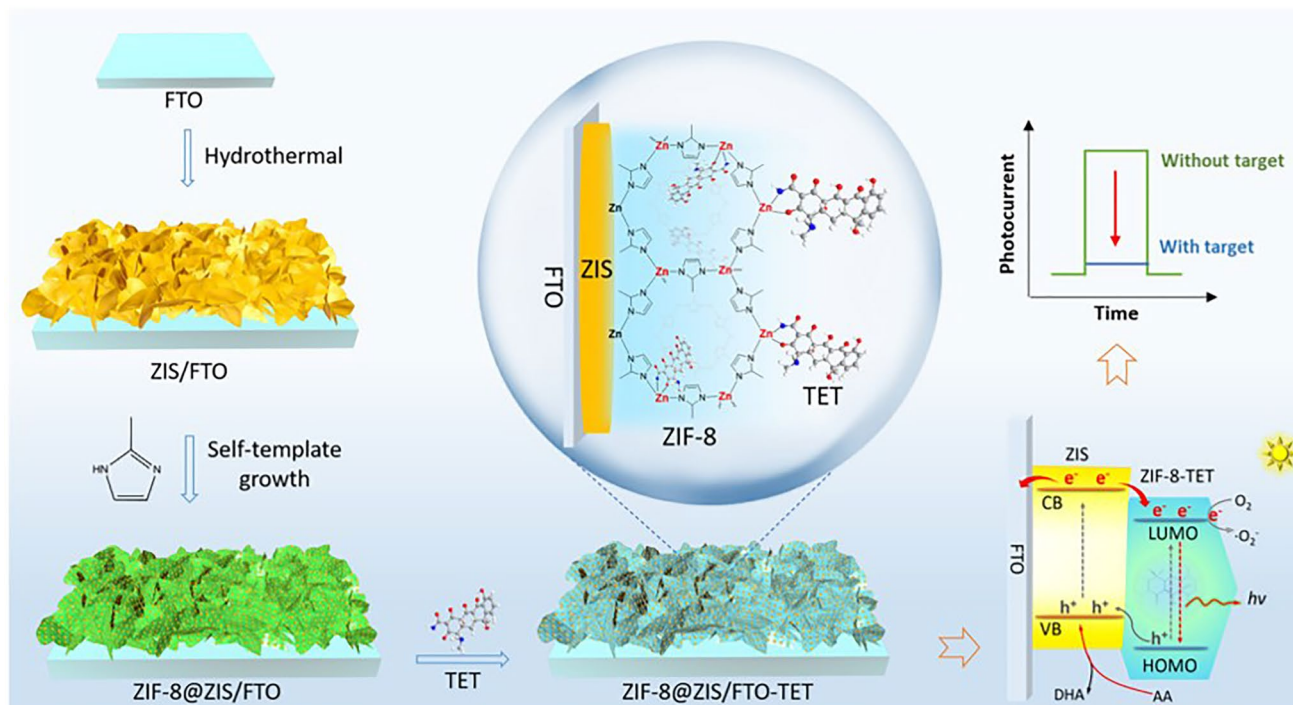 FTO
Hydrothermal
ZIS/FTO
HN
N
Self-template
growth
ZIF-8@ZIS/FTO
TET
ZIF-8@ZIS/FTO-TET
FTO
ZIS
Zn
N
N
Zn
N
N
N
N
Zn
Zn
N
N
N
N
Zn
N
N
Zn
N
N
N
N
Zn
Zn
N
N
N
N
Zn
N
N
Zn
ZIF-8
TET
Photocurrent
Without target
With target
Time
FTO
ZIS
ZIF-8-TET
e⁻ e⁻
CB
e⁻ e⁻ e⁻
O₂
·O₂⁻
LUMO
h⁺ h⁺
VB
h⁺
HOMO
hv
DHA
AA